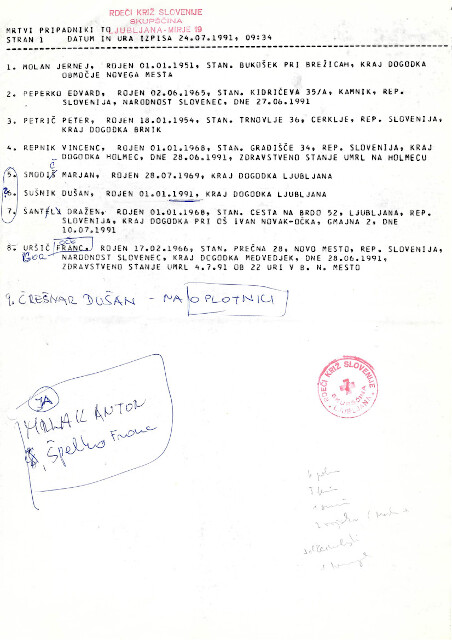 RDEČI KRIŽ SLOVENIJE
SKUPŠČINA
MRTVI PRIPADNIKI TO LJUBLJANA-MIRJE 19
STRAN 1 DATUM IN URA IZPISA 24.07.1991, 09:34
1. MOLAN JERNEJ, ROJEN 01.01.1951, STAN. BUKOŠEK PRI BREŽICAH, KRAJ DOGODKA
OBMOČJE NOVEGA MESTA
2. PEPERKO EDVARD, ROJEN 02.06.1965, STAN. KIDRIČEVA 35/A, KAMNIK, REP.
SLOVENIJA, NARODNOST SLOVENEC, DNE 27.06.1991
3. PETRIČ PETER, ROJEN 18.01.1954, STAN. TRNOVLJE 36, CERKLJE, REP. SLOVENIJA,
KRAJ DOGODKA BRNIK
4. REPNIK VINCENC, ROJEN 01.01.1968, STAN. GRADIŠČE 34, REP. SLOVENIJA, KRAJ
DOGODKA HOLMEC, DNE 28.06.1991, ZDRAVSTVENO STANJE UMRL NA HOLMECU
5. SMODIŠ MARJAN, ROJEN 28.07.1969, KRAJ DOGODKA LJUBLJANA
6. SUŠNIK DUŠAN, ROJEN 01.01.1991, KRAJ DOGODKA LJUBLJANA
7. ŠANTELJ DRAŽEN, ROJEN 01.01.1968, STAN. CESTA NA BRDO 52, LJUBLJANA, REP.
SLOVENIJA, KRAJ DOGODKA PRI OŠ IVAN NOVAK-OČKA, GMAJNA 2, DNE
10.07.1991
8. URŠIČ FRANC, ROJEN 17.02.1966, STAN. PREČNA 28, NOVO MESTO, REP. SLOVENIJA,
NARODNOST SLOVENEC, KRAJ DOGODKA MEDVEDJEK, DNE 28.06.1991,
ZDRAVSTVENO STANJE UMRL 4.7.91 OB 22 URI V B. N. MESTO
9. ČREŠNAR DUŠAN - NA OPLOTNICI
JA
ANTON
Špelko Franc
RDEČI KRIŽ SLOVENIJE